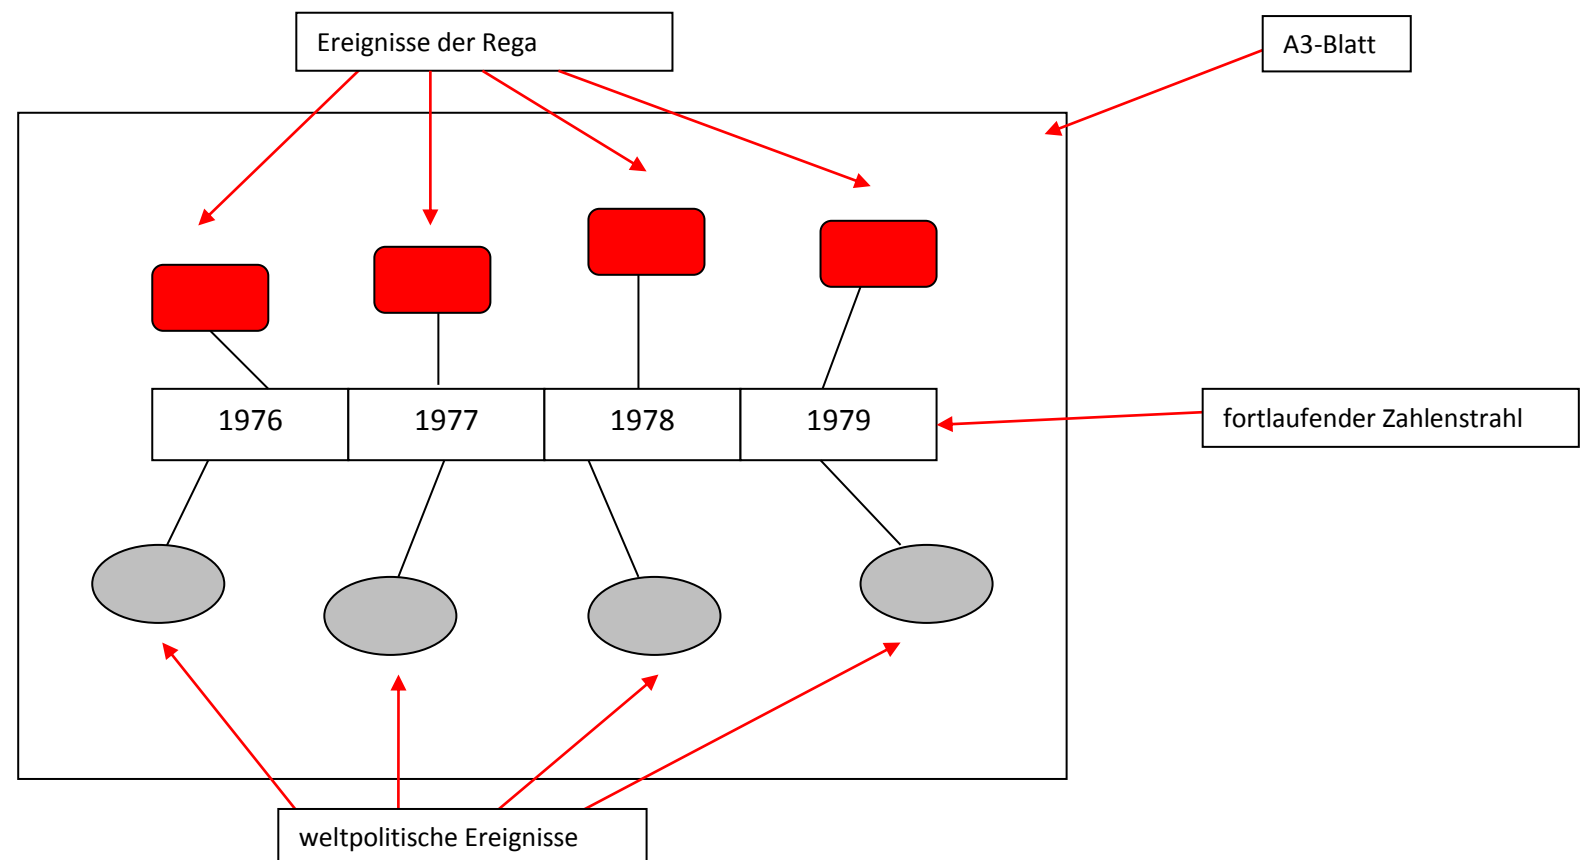 Ereignisse der Rega
A3-Blatt
1976 1977 1978 1979
fortlaufender Zahlenstrahl
weltpolitische Ereignisse